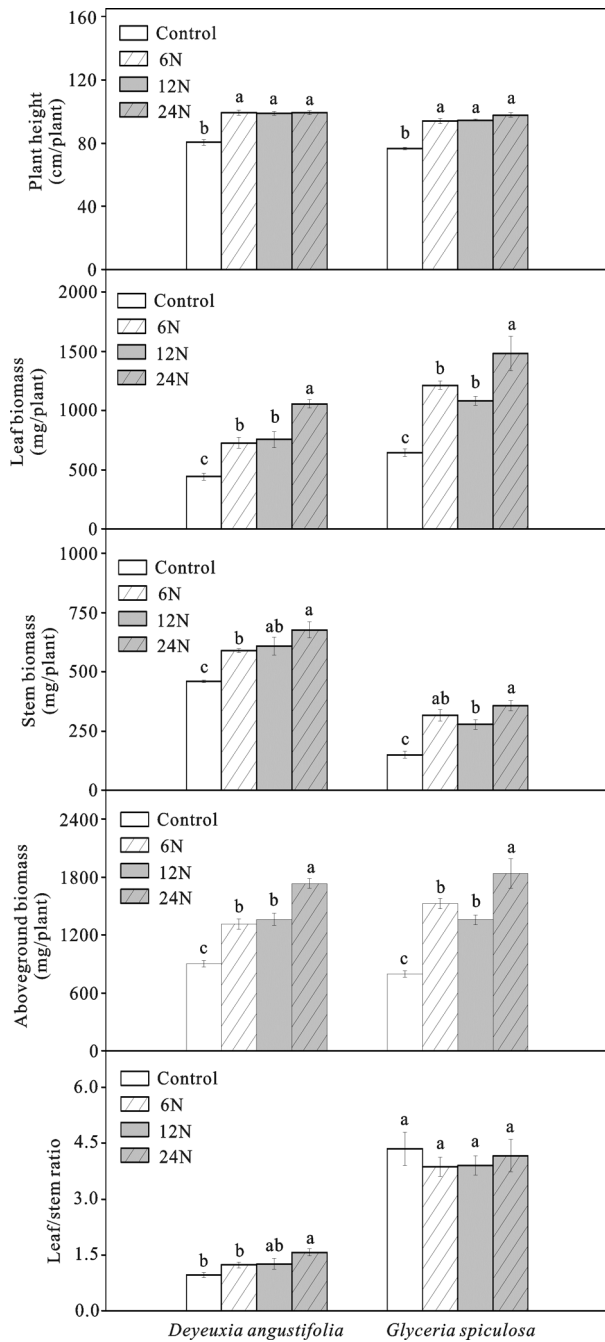 160
120
80
40
0
Plant height
(cm/plant)
Control
6N
12N
24N
b
a
a
a
b
a
a
a
2000
1500
1000
500
0
Leaf biomass
(mg/plant)
Control
6N
12N
24N
c
b
b
a
c
b
b
a
1000
750
500
250
0
Stem biomass
(mg/plant)
Control
6N
12N
24N
c
b
ab
a
c
ab
b
a
2400
1800
1200
600
0
Aboveground biomass
(mg/plant)
Control
6N
12N
24N
c
b
b
a
c
b
b
a
6.0
4.5
3.0
1.5
0.0
Leaf/stem ratio
Control
6N
12N
24N
b
b
ab
a
a
a
a
a
Deyeuxia angustifolia
Glyceria spiculosa